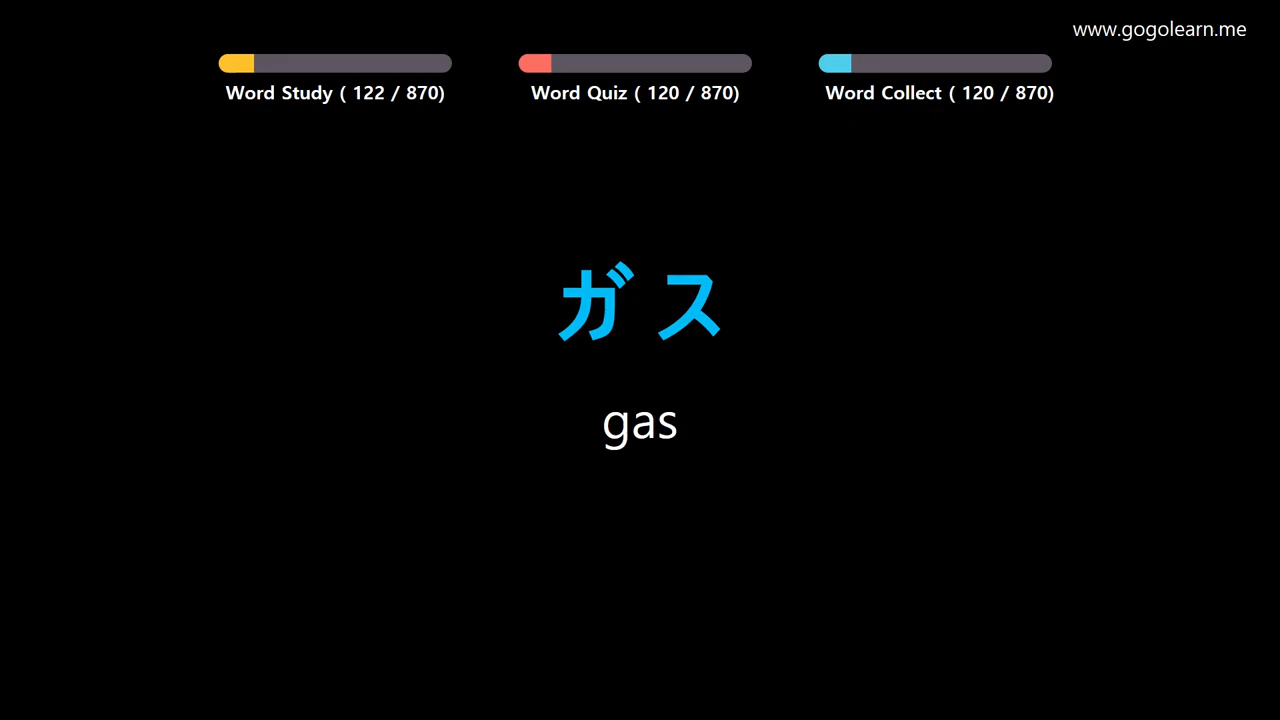 www.gogolearn.me
Word Study ( 122 / 870)
Word Quiz ( 120 / 870)
Word Collect ( 120 / 870)
ガス
gas